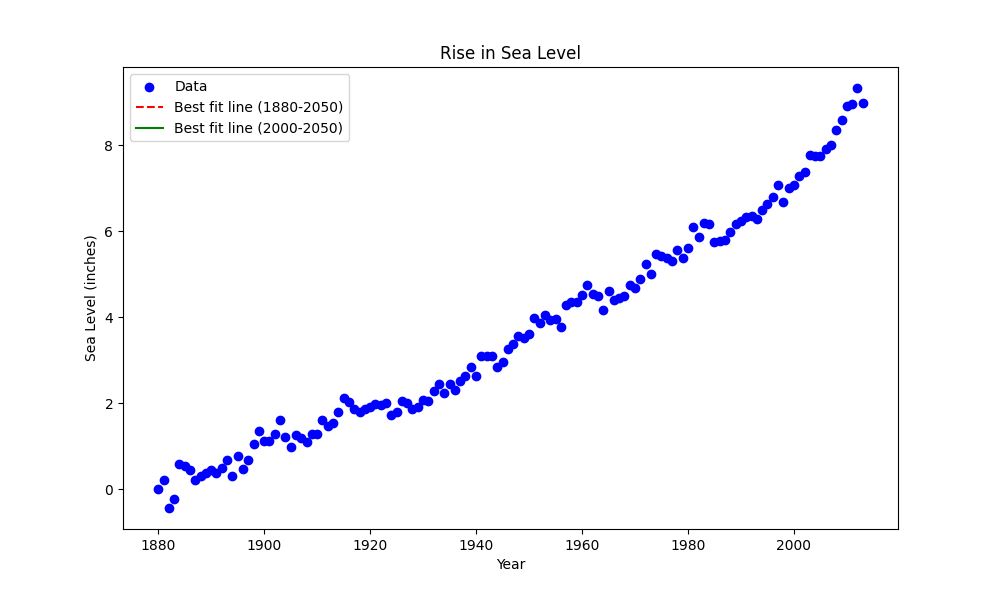 Rise in Sea Level
Data
Best fit line (1880-2050)
Best fit line (2000-2050)
Sea Level (inches)
8
6
4
2
0
1880 1900 1920 1940 1960 1980 2000
Year